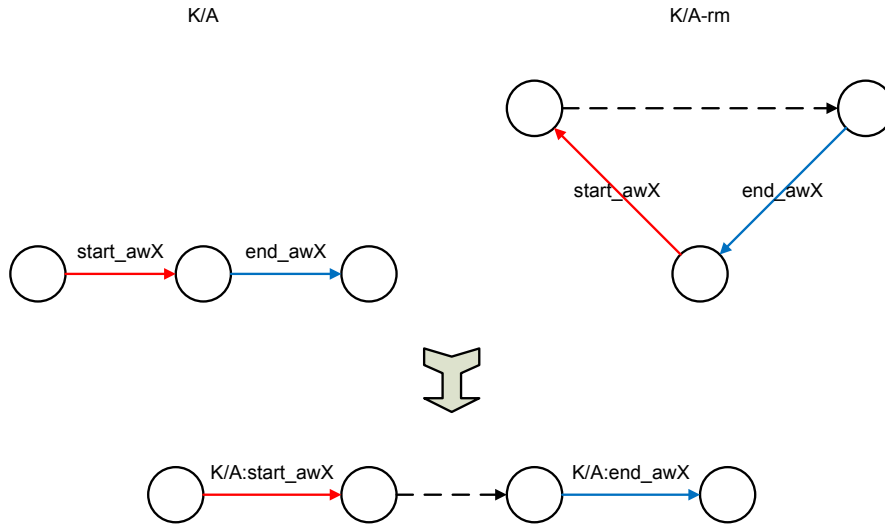 K/A
K/A-rm
start_awX
end_awX
start_awX
end_awX
K/A:start_awX
K/A:end_awX